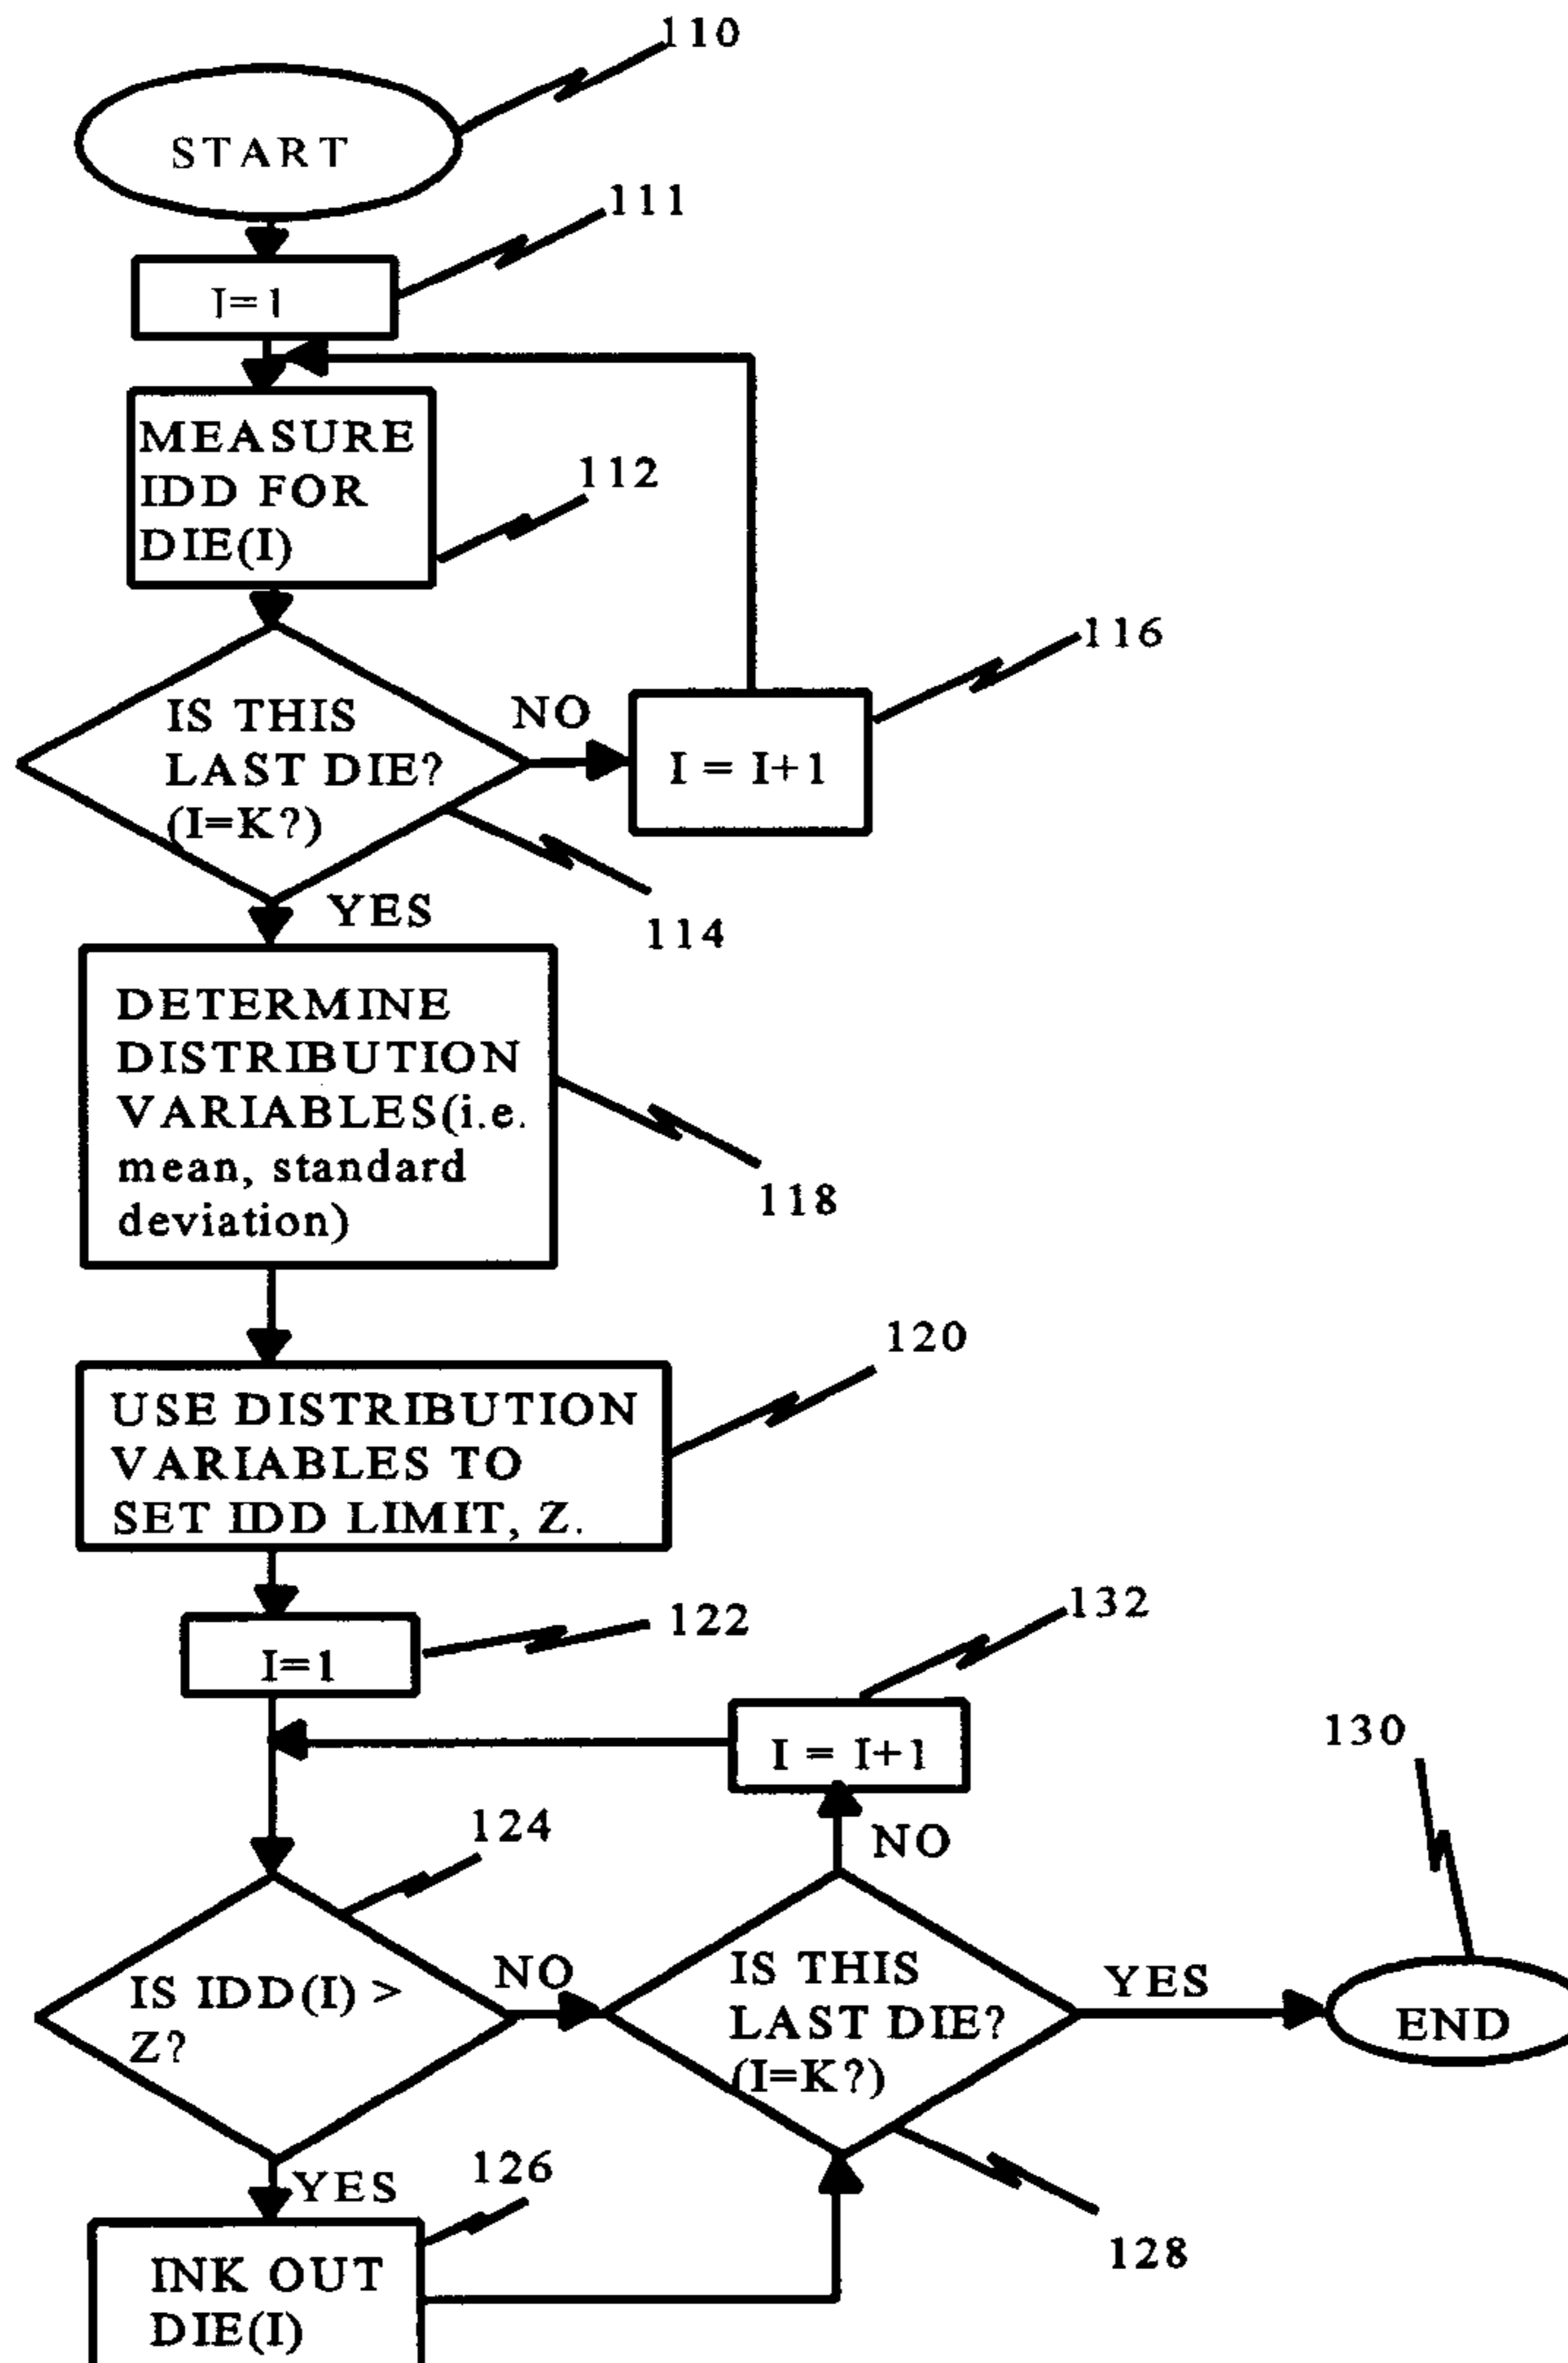 110
START
111
I=1
MEASURE
IDD FOR
DIE(I)
112
116
IS THIS
LAST DIE?
(I=K?)
NO
I = I+1
YES
114
DETERMINE
DISTRIBUTION
VARIABLES(i.e.
mean, standard
deviation)
118
120
USE DISTRIBUTION
VARIABLES TO
SET IDD LIMIT, Z.
122
I=1
132
I = I+1
130
124
NO
IS IDD(I) >
Z?
NO
IS THIS
LAST DIE?
(I=K?)
YES
END
YES
126
128
INK OUT
DIE(I)